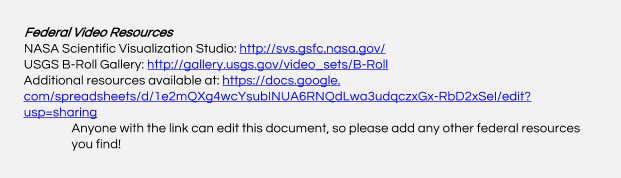 Federal Video Resources
NASA Scientific Visualization Studio: http://svs.gsfc.nasa.gov/
USGS B-Roll Gallery: http://gallery.usgs.gov/video_sets/B-Roll
Additional resources available at: https://docs.google.
com/spreadsheets/d/1e2mQXg4wcYsubINUA6RNQdLwa3udqczxGx-RbD2xSeI/edit?
usp=sharing
Anyone with the link can edit this document, so please add any other federal resources
you find!